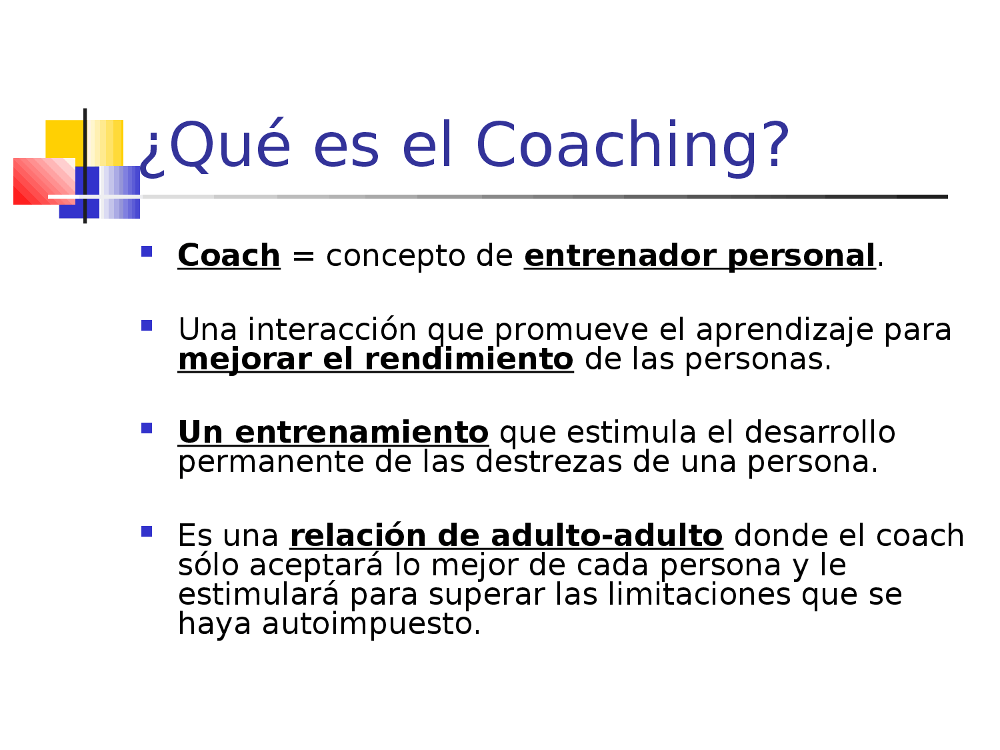 ¿Qué es el Coaching?
Coach = concepto de entrenador personal.
Una interacción que promueve el aprendizaje para
mejorar el rendimiento de las personas.
Un entrenamiento que estimula el desarrollo
permanente de las destrezas de una persona.
Es una relación de adulto-adulto donde el coach
sólo aceptará lo mejor de cada persona y le
estimulará para superar las limitaciones que se
haya autoimpuesto.